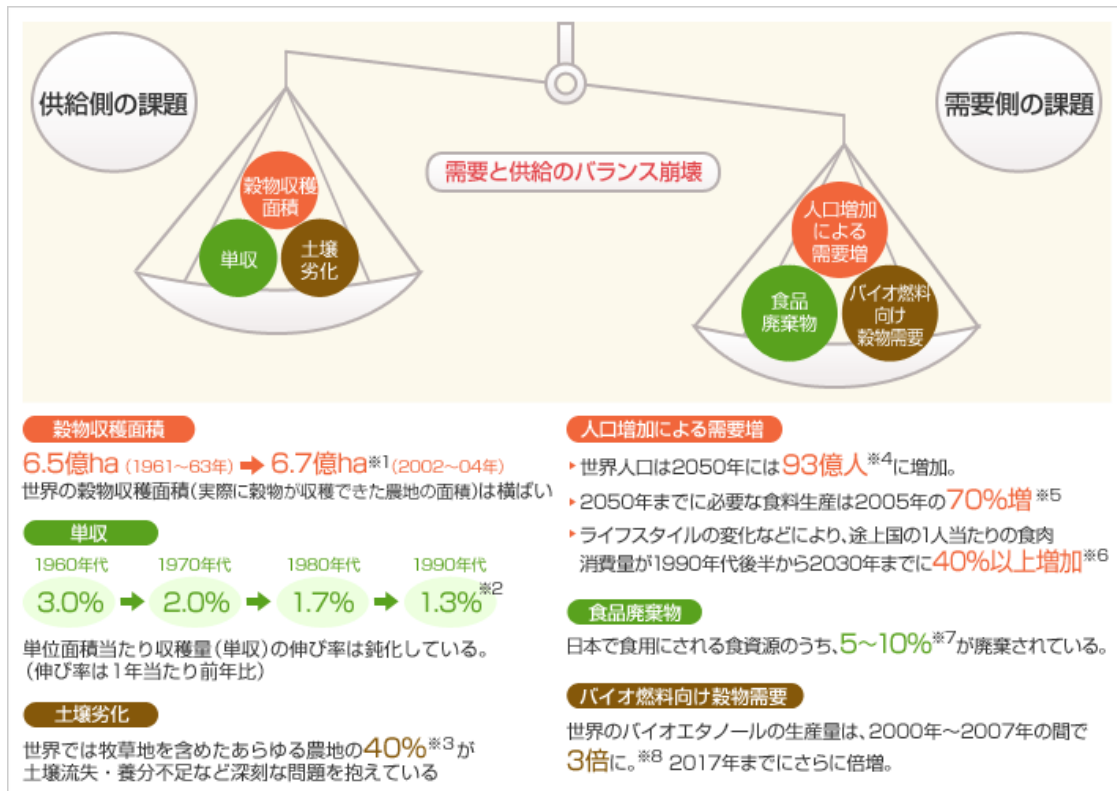 供給側の課題
需要側の課題
需要と供給のバランス崩壊
穀物収穫
面積
単収
土壌
劣化
人口増加
による
需要増
食品
廃棄物
バイオ燃料
向け
穀物需要
穀物収穫面積
6.5億ha (1961〜63年) ➡ 6.7億ha※1 (2002〜04年)
世界の穀物収穫面積(実際に穀物が収穫できた農地の面積)は横ばい
単収
1960年代 1970年代 1980年代 1990年代
3.0% ➡ 2.0% ➡ 1.7% ➡ 1.3%※2
単位面積当たり収穫量(単収)の伸び率は鈍化している。
(伸び率は1年当たり前年比)
土壌劣化
世界では牧草地を含めたあらゆる農地の40%※3が
土壌流失・養分不足など深刻な問題を抱えている
人口増加による需要増
▸世界人口は2050年には93億人※4に増加。
▸2050年までに必要な食料生産は2005年の70%増※5
▸ライフスタイルの変化などにより、途上国の1人当たりの食肉
消費量が1990年代後半から2030年までに40%以上増加※6
食品廃棄物
日本で食用にされる食資源のうち、5〜10%※7が廃棄されている。
バイオ燃料向け穀物需要
世界のバイオエタノールの生産量は、2000年〜2007年の間で
3倍に。※8 2017年までにさらに倍増。